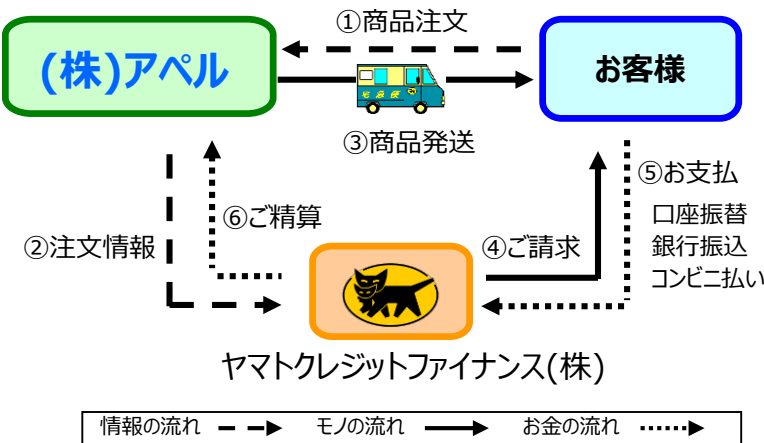 ①商品注文
(株)アペル
お客様
宅急便
③商品発送
⑤お支払
口座振替
銀行振込
コンビニ払い
⑥ご精算
②注文情報
④ご請求
ヤマトクレジットファイナンス(株)
情報の流れ
モノの流れ
お金の流れ